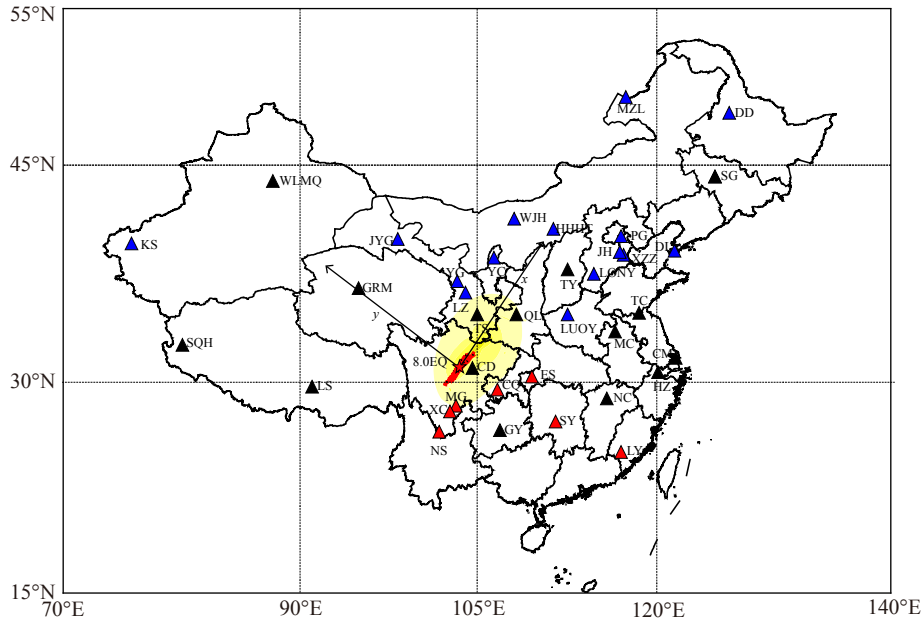 55°N
MZL
DD
45°N
SG
WLMQ
WJH
HHHT
PG
DL
KS
JYG
JH
XZZ
YC
LONY
TY
YG
x
GRM
LZ
TC
y
TS
QL
LUOY
MC
SQH
CM
8.0EQ
CD
30°N
LS
CQ
ES
HZ
MG
NC
XC
SY
GY
NS
LY
15°N
70°E
90°E
105°E
120°E
140°E